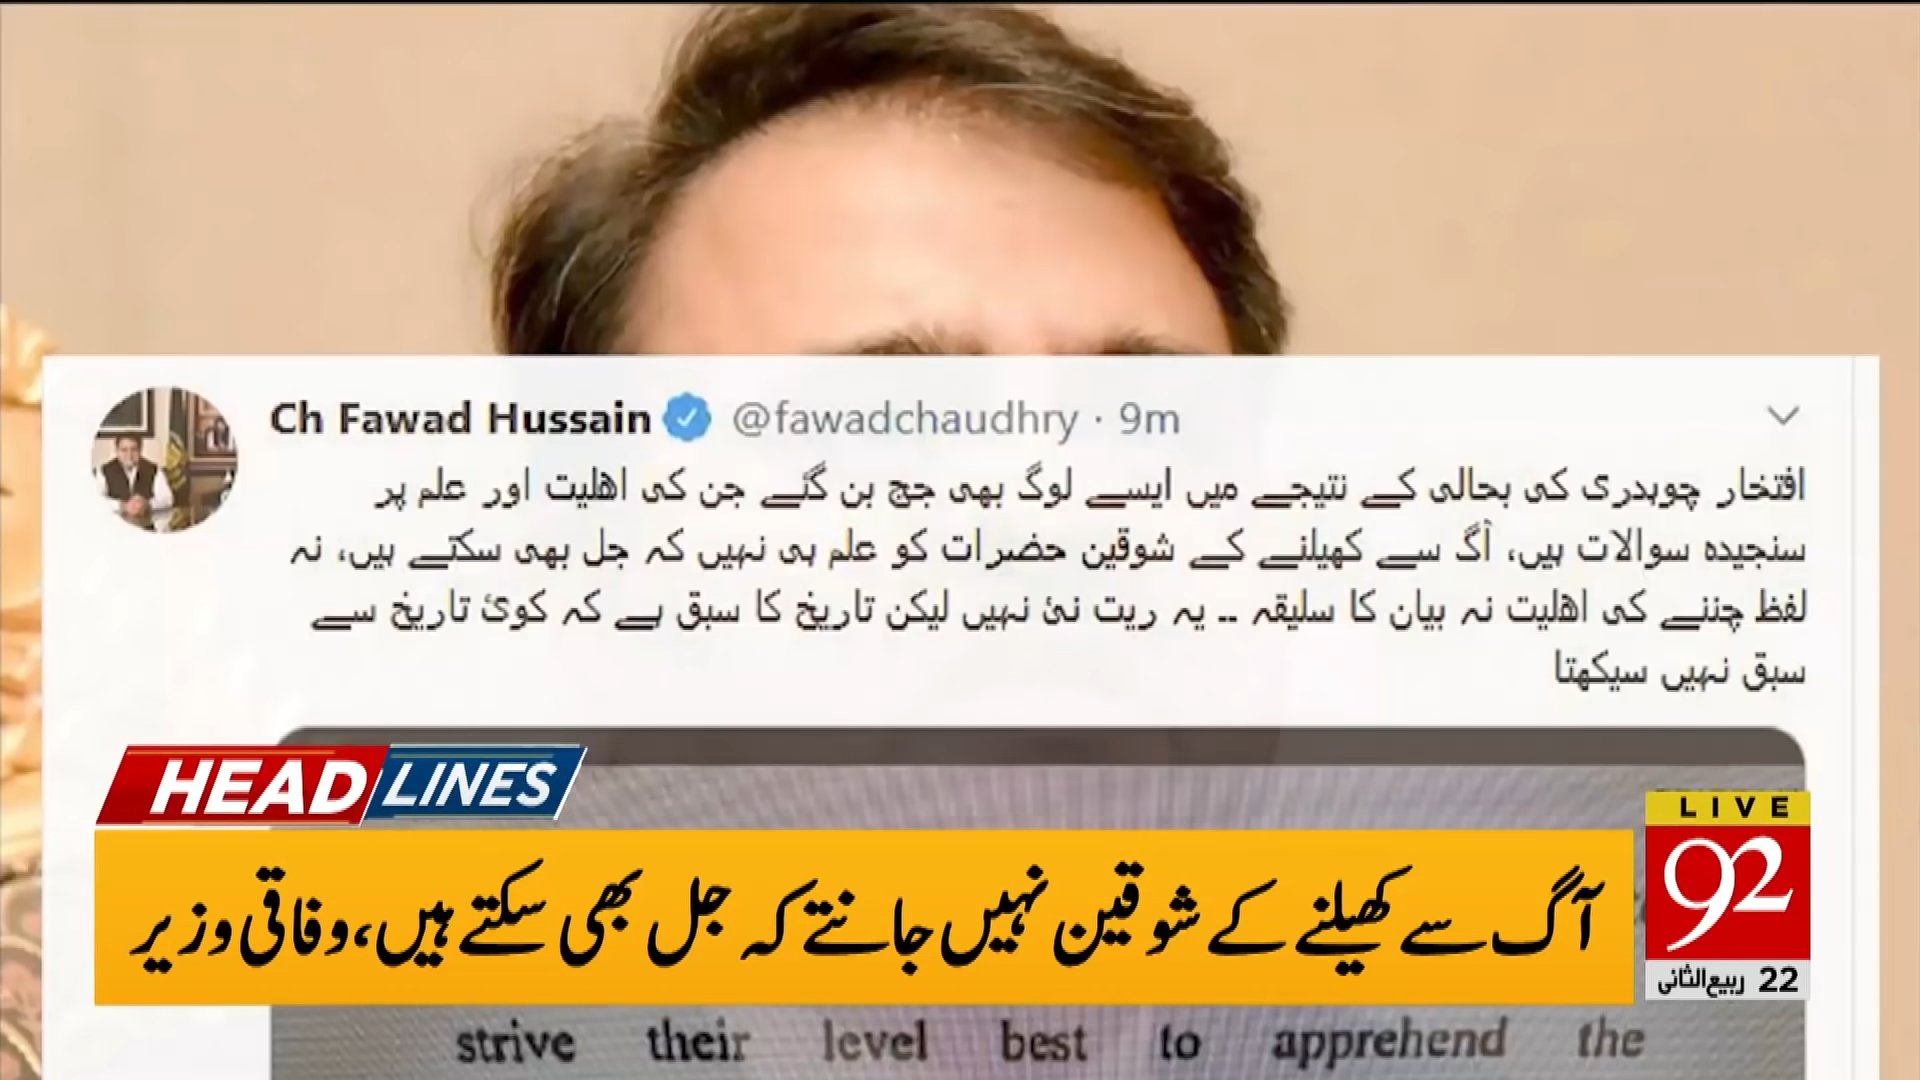 Ch Fawad Hussain @fawadchaudhry · 9m
افتخار چوہدری کی بحالی کے نتیجے میں ایسے لوگ بھی جج بن گئے جن کی اھلیت اور علم پر
سنجیدہ سوالات ہیں، آگ سے کھیلنے کے شوقین حضرات کو علم ہی نہیں کہ جل بھی سکتے ہیں، نہ
لفظ چننے کی اھلیت نہ بیان کا سلیقہ -- یہ ریت نئ نہیں لیکن تاریخ کا سبق ہے کہ کوئ تاریخ سے
سبق نہیں سیکھتا
HEADLINES
آگ سے کھیلنے کے شوقین نہیں جانتے کہ جل بھی سکتے ہیں، وفاقی وزیر
LIVE
92
22 ربیع الثانی
strive their level best to apprehend the